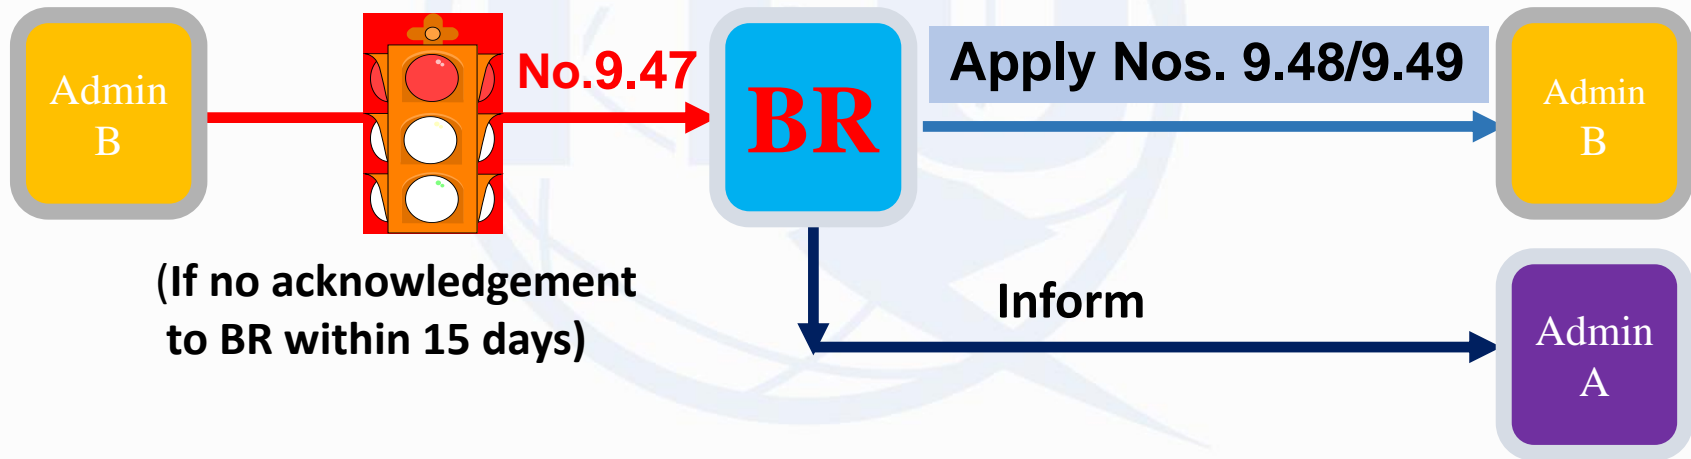 Admin
B
No.9.47
BR
Apply Nos. 9.48/9.49
Admin
B
(If no acknowledgement
to BR within 15 days)
Inform
Admin
A